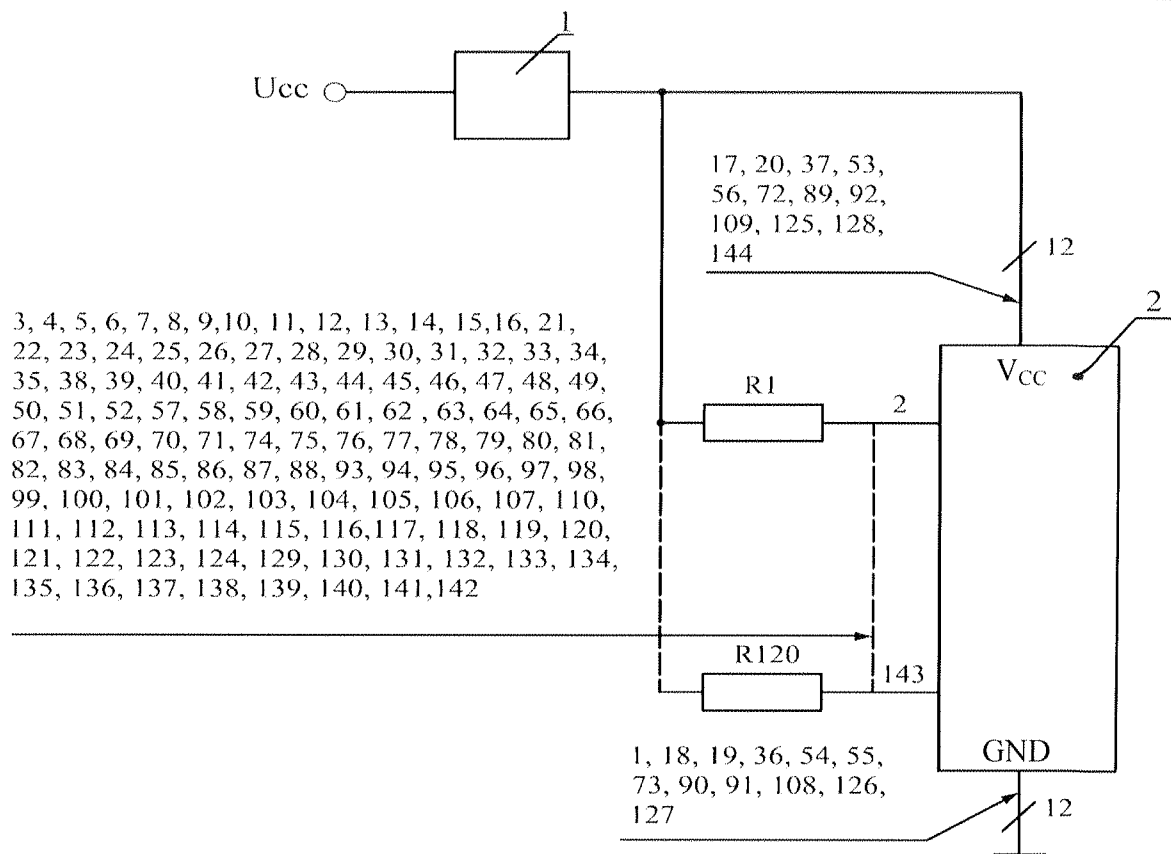 1
Ucc
17, 20, 37, 53,
56, 72, 89, 92,
109, 125, 128,
144
12
2
3, 4, 5, 6, 7, 8, 9,10, 11, 12, 13, 14, 15,16, 21,
22, 23, 24, 25, 26, 27, 28, 29, 30, 31, 32, 33, 34,
35, 38, 39, 40, 41, 42, 43, 44, 45, 46, 47, 48, 49,
50, 51, 52, 57, 58, 59, 60, 61, 62 , 63, 64, 65, 66,
67, 68, 69, 70, 71, 74, 75, 76, 77, 78, 79, 80, 81,
82, 83, 84, 85, 86, 87, 88, 93, 94, 95, 96, 97, 98,
99, 100, 101, 102, 103, 104, 105, 106, 107, 110,
111, 112, 113, 114, 115, 116,117, 118, 119, 120,
121, 122, 123, 124, 129, 130, 131, 132, 133, 134,
135, 136, 137, 138, 139, 140, 141,142
VCC
R1
2
R120
143
GND
1, 18, 19, 36, 54, 55,
73, 90, 91, 108, 126,
127
12